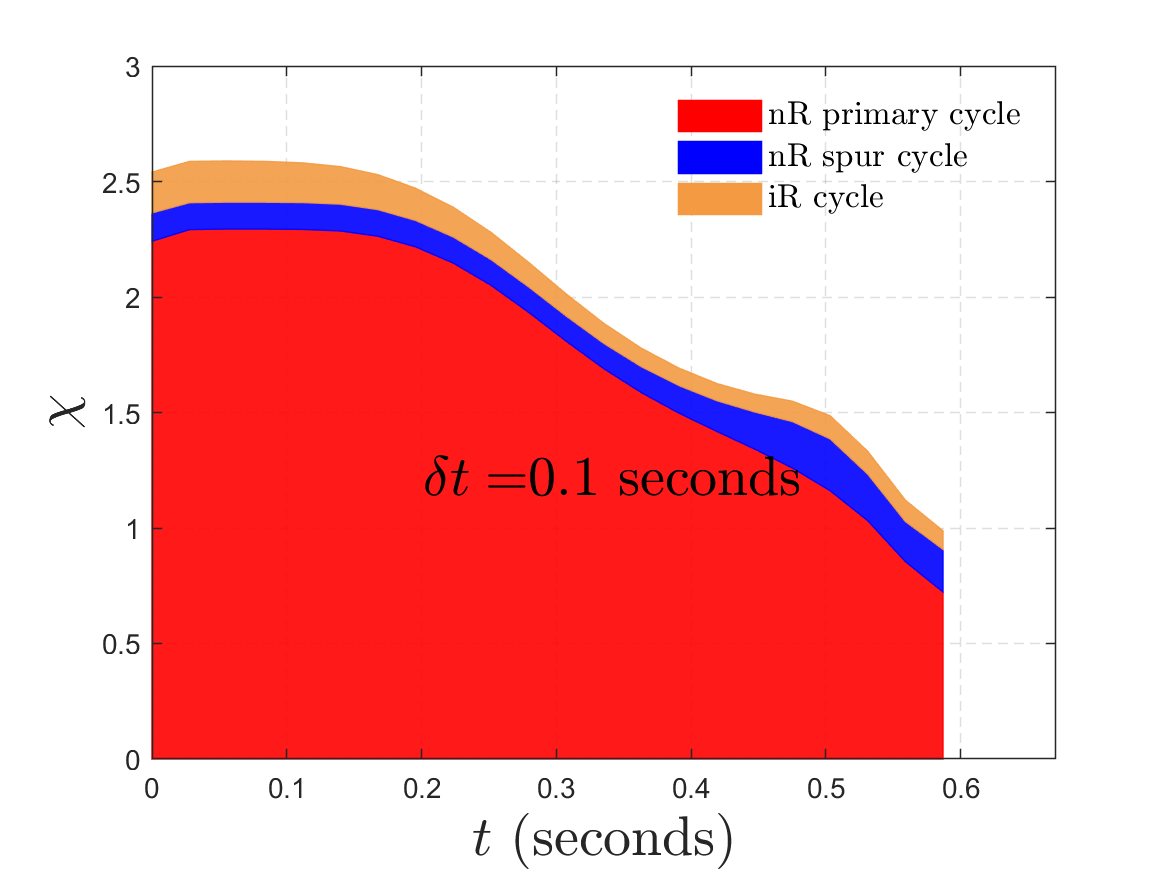 3
2.5
2
1.5
1
0.5
0
χ
nR primary cycle
nR spur cycle
iR cycle
δt =0.1 seconds
0 0.1 0.2 0.3 0.4 0.5 0.6
t (seconds)